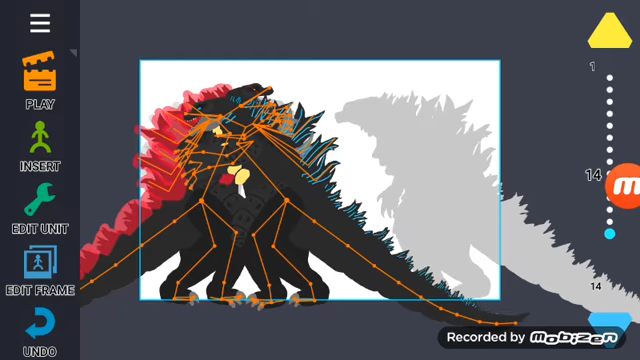 PLAY
INSERT
EDIT UNIT
EDIT FRAME
UNDO
1
14
14
Recorded by mobizen